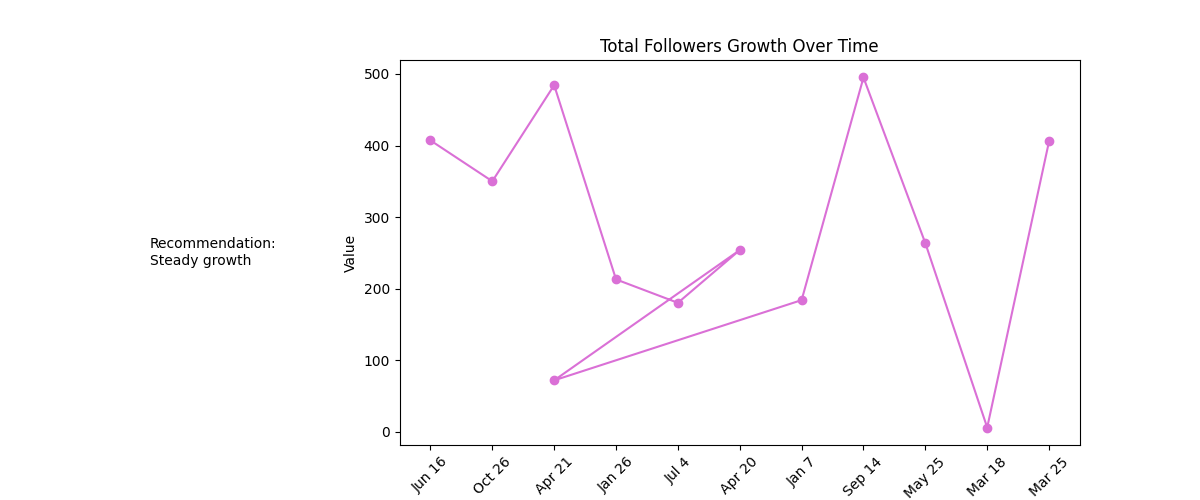 Total Followers Growth Over Time
Recommendation:
Steady growth
Value
500
400
300
200
100
0
Jun 16
Oct 26
Apr 21
Jan 26
Jul 4
Apr 20
Jan 7
Sep 14
May 25
Mar 18
Mar 25